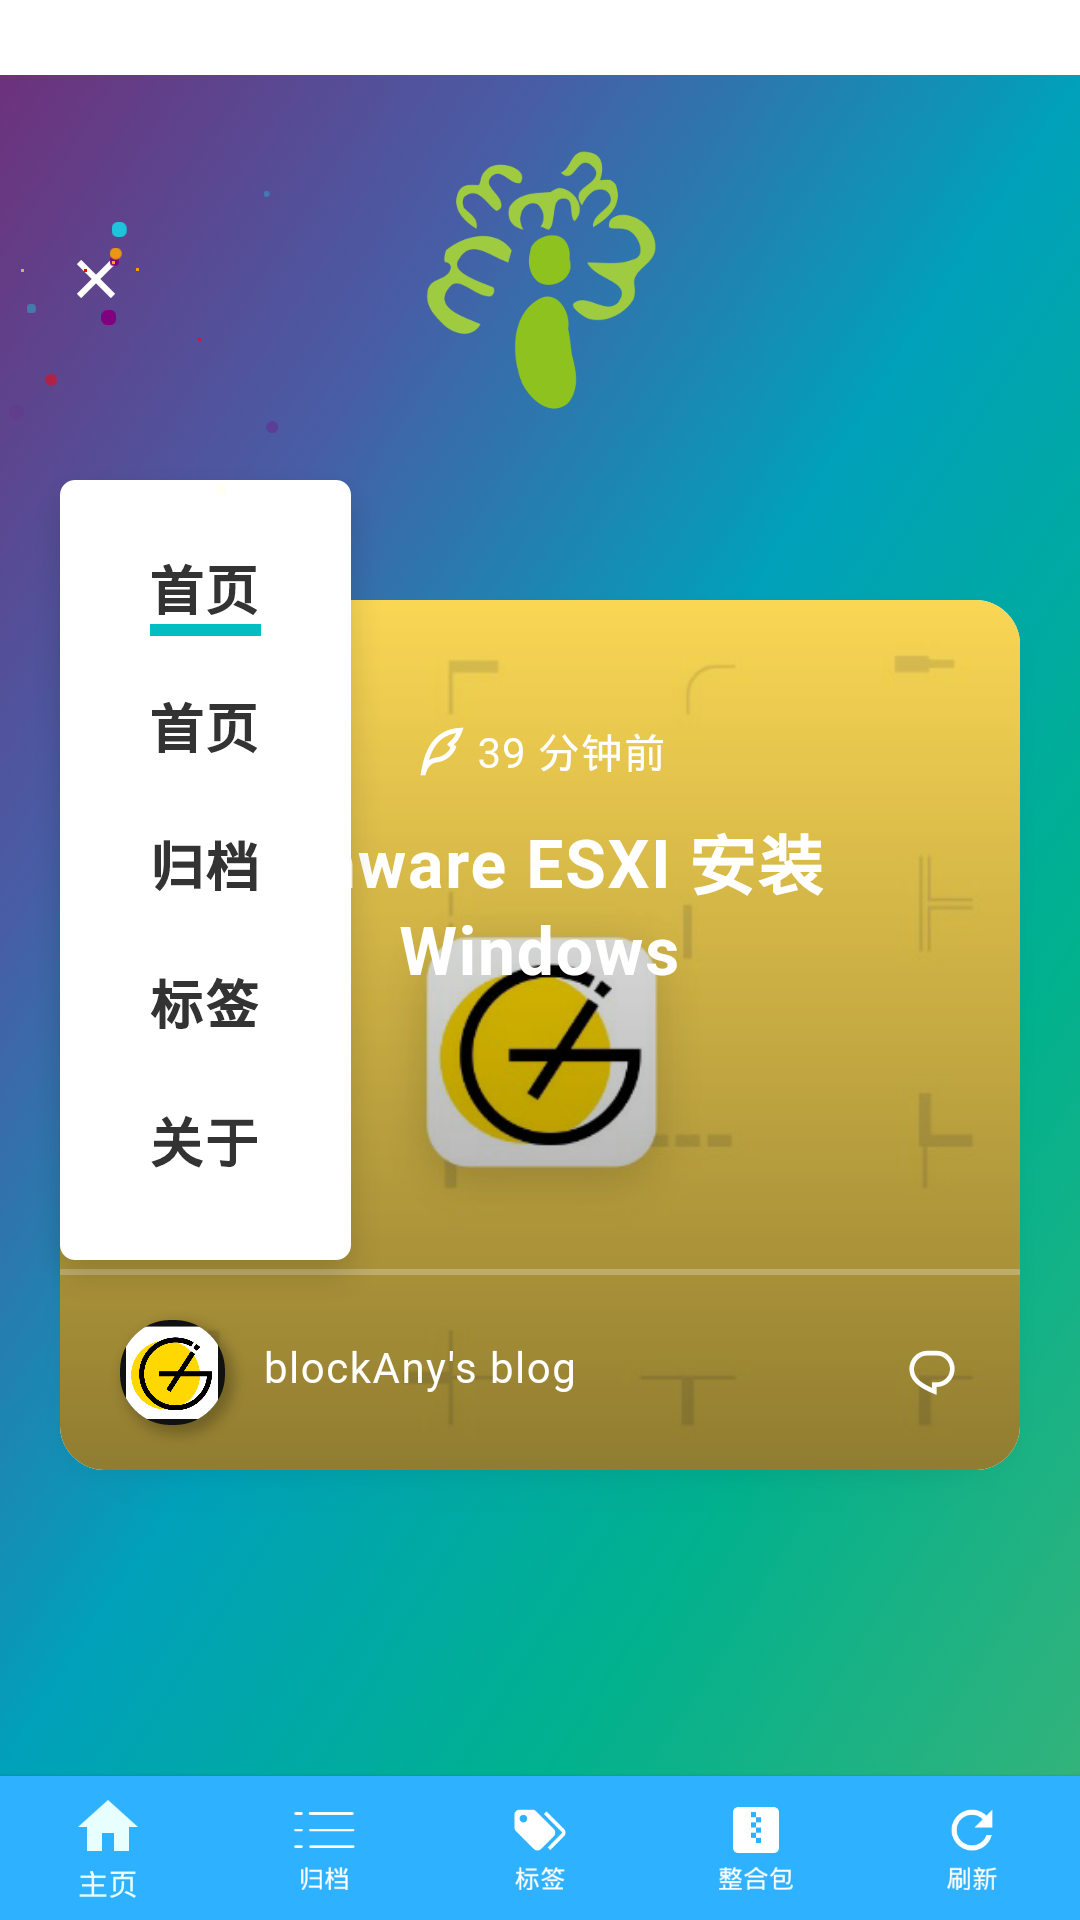 首页
首页
归档
标签
关于
39 分钟前
ware ESXI 安装
Windows
blockAny's blog
主页
归档
标签
整合包
刷新